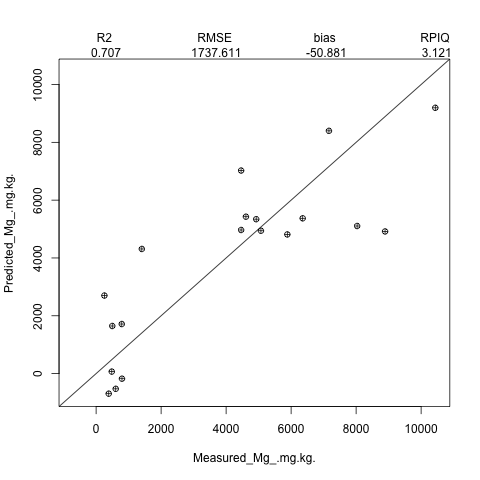 R2 RMSE bias RPIQ
0.707 1737.611 -50.881 3.121
Predicted_Mg_.mg.kg.
10000
8000
6000
4000
2000
0
0 2000 4000 6000 8000 10000
Measured_Mg_.mg.kg.